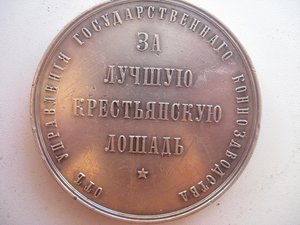 ОТЪ УПРАВЛЕНІЯ ГОСУДАРСТВЕННАГО КОННОЗАВОДСТВА
ЗА
ЛУЧШУЮ
КРЕСТЬЯНСКУЮ
ЛОШАДЬ